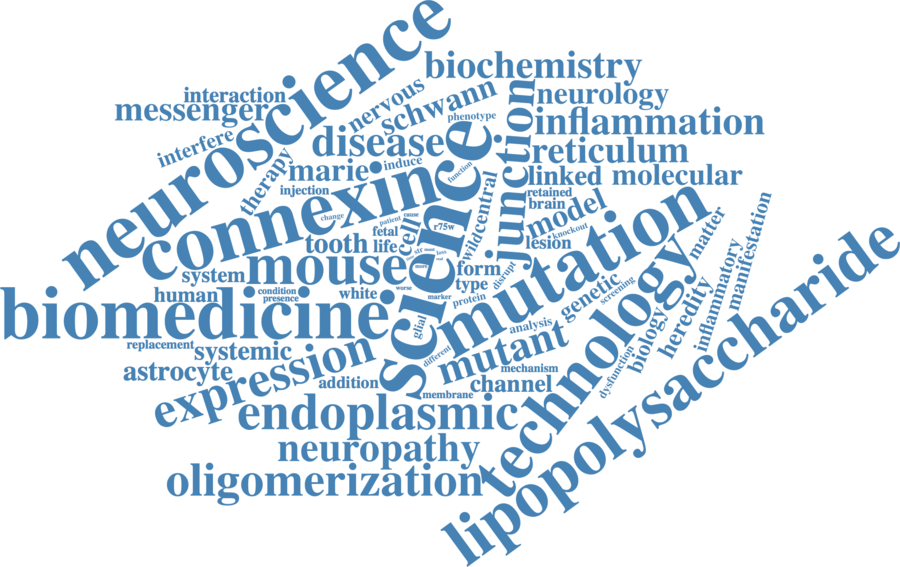 neuroscience
biochemistry
interaction
messenger
nervous
schwann
junction
neurology
phenotype
inflammation
interfere
disease
science
reticulum
therapy
marie
induce
function
linked
molecular
injection
connexin
central
retained
brain
model
change
patient
cause
r75w
wild
knockout
fetal
cell
tooth
life
lesion
matter
manifestation
mutation
mouse
system
form
type
disrupt
human
condition
presence
white
worse
more
marker
protein
genetic
screening
technology
inflammatory
heredity
biology
lipopolysaccharide
biomedicine
glial
analysis
replacement
systemic
expression
different
mutant
mechanism
dysfunction
astrocyte
addition
channel
membrane
endoplasmic
neuropathy
oligomerization